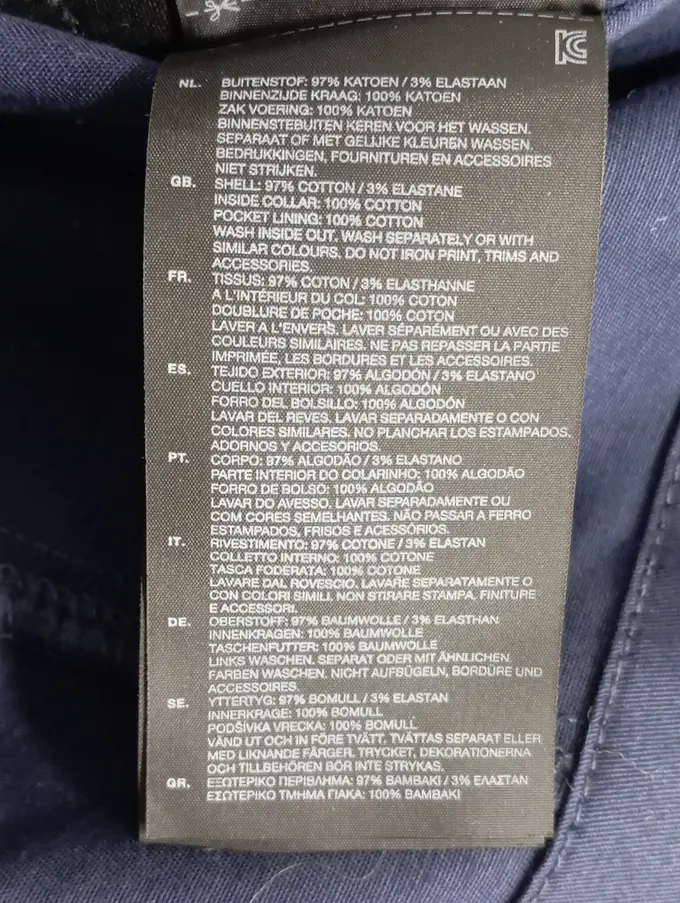 NL. BUITENSTOF: 97% KATOEN / 3% ELASTAAN
BINNENZIJDE KRAAG: 100% KATOEN
ZAK VOERING: 100% KATOEN
BINNENSTEBUITEN KEREN VOOR HET WASSEN.
SEPARAAT OF MET GELIJKE KLEUREN WASSEN.
BEDRUKKINGEN, FOURNITUREN EN ACCESSOIRES
NIET STRIJKEN.
GB. SHELL: 97% COTTON / 3% ELASTANE
INSIDE COLLAR: 100% COTTON
POCKET LINING: 100% COTTON
WASH INSIDE OUT. WASH SEPARATELY OR WITH
SIMILAR COLOURS. DO NOT IRON PRINT, TRIMS AND
ACCESSORIES.
FR. TISSUS: 97% COTON / 3% ELASTHANNE
A L'INTÉRIEUR DU COL: 100% COTON
DOUBLURE DE POCHE: 100% COTON
LAVER A L'ENVERS. LAVER SÉPARÉMENT OU AVEC DES
COULEURS SIMILAIRES. NE PAS REPASSER LA PARTIE
IMPRIMÉE, LES BORDURES ET LES ACCESSOIRES.
ES. TEJIDO EXTERIOR: 97% ALGODÓN / 3% ELASTANO
CUELLO INTERIOR: 100% ALGODÓN
FORRO DEL BOLSILLO: 100% ALGODÓN
LAVAR DEL REVES. LAVAR SEPARADAMENTE O CON
COLORES SIMILARES. NO PLANCHAR LOS ESTAMPADOS,
ADORNOS Y ACCESORIOS.
PT. CORPO: 97% ALGODÃO / 3% ELASTANO
PARTE INTERIOR DO COLARINHO: 100% ALGODÃO
FORRO DE BOLSO: 100% ALGODÃO
LAVAR DO AVESSO. LAVAR SEPARADAMENTE OU
COM CORES SEMELHANTES. NÃO PASSAR A FERRO
ESTAMPADOS, FRISOS E ACESSÓRIOS.
IT. RIVESTIMENTO: 97% COTONE / 3% ELASTAN
COLLETTO INTERNO: 100% COTONE
TASCA FODERATA: 100% COTONE
LAVARE DAL ROVESCIO. LAVARE SEPARATAMENTE O
CON COLORI SIMILI. NON STIRARE STAMPA, FINITURE
E ACCESSORI.
DE. OBERSTOFF: 97% BAUMWOLLE / 3% ELASTHAN
INNENKRAGEN: 100% BAUMWOLLE
TASCHENFUTTER: 100% BAUMWOLLE
LINKS WASCHEN. SEPARAT ODER MIT ÄHNLICHEN
FARBEN WASCHEN. NICHT AUFBÜGELN, BORDÜRE UND
ACCESSOIRES.
SE. YTTERTYG: 97% BOMULL / 3% ELASTAN
INNERKRAGE: 100% BOMULL
PODŠÍVKA VRECKA: 100% BOMULL
VÄND UT OCH IN FÖRE TVÄTT. TVÄTTAS SEPARAT ELLER
MED LIKNANDE FÄRGER. TRYCKET, DEKORATIONERNA
OCH TILLBEHÖREN BÖR INTE STRYKAS.
GR. ΕΞΩΤΕΡΙΚΟ ΠΕΡΙΒΛΗΜΑ: 97% ΒΑΜΒΑΚΙ / 3% ΕΛΑΣΤΑΝ
ΕΣΩΤΕΡΙΚΟ ΤΜΗΜΑ ΓΙΑΚΑ: 100% ΒΑΜΒΑΚΙ